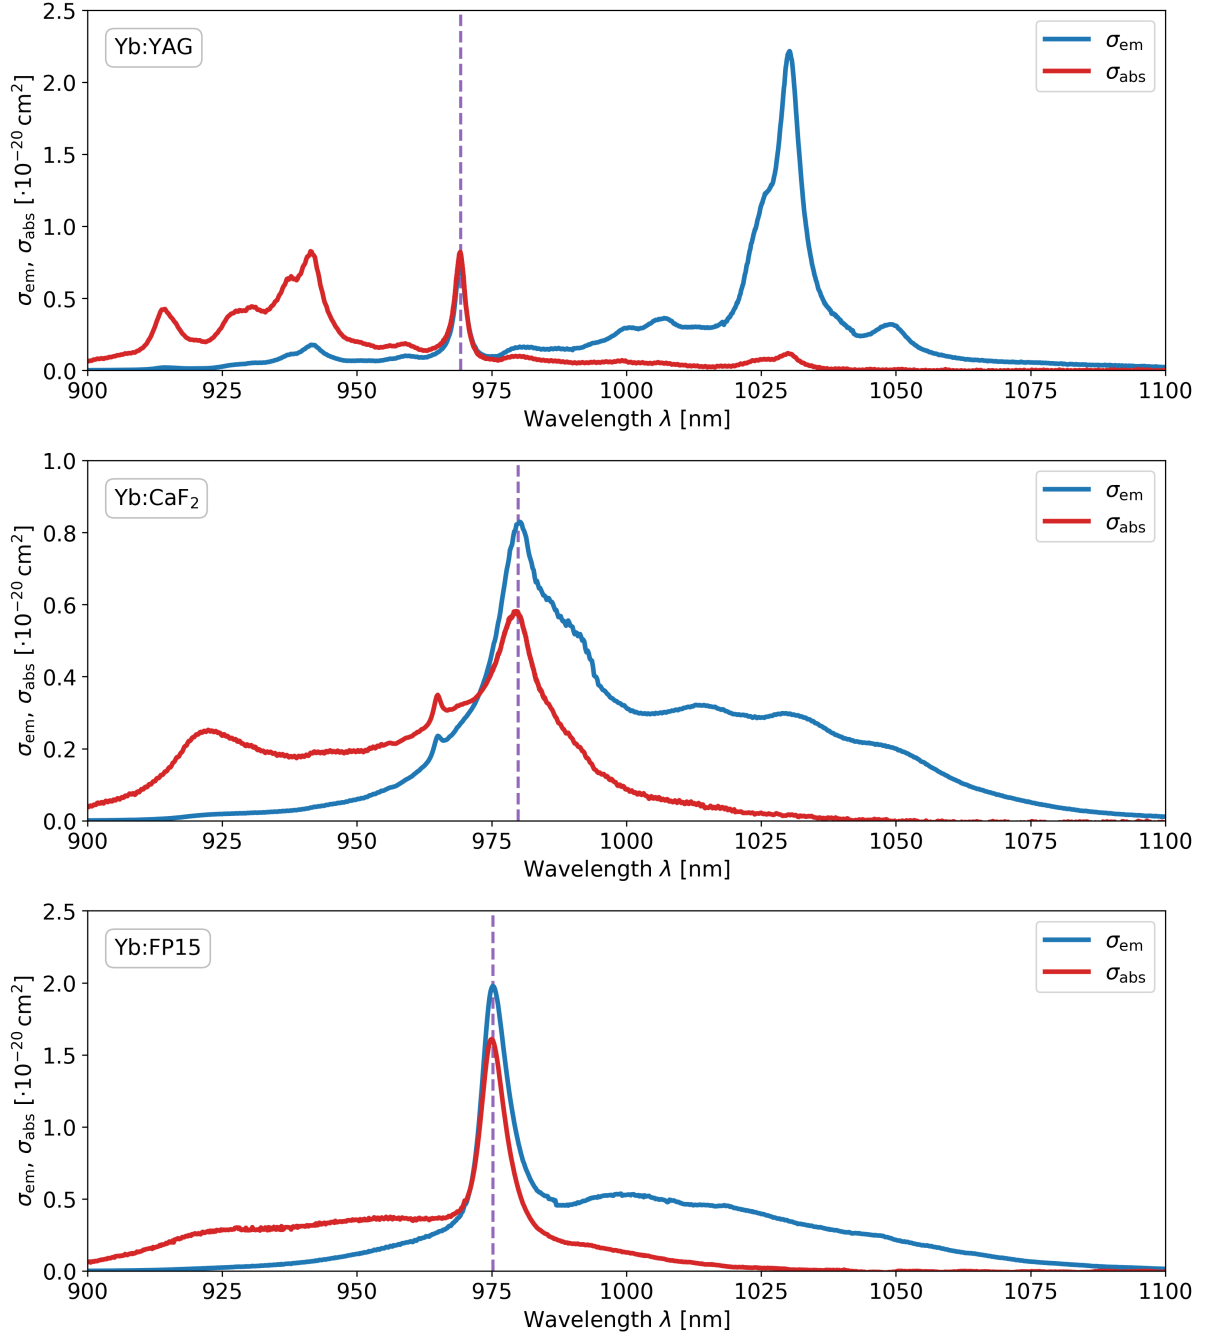 2.5
2.0
1.5
1.0
0.5
0.0
σem, σabs [·10−20 cm2]
Yb:YAG
σem
σabs
900 925 950 975 1000 1025 1050 1075 1100
Wavelength λ [nm]
1.0
0.8
0.6
0.4
0.2
0.0
σem, σabs [·10−20 cm2]
Yb:CaF2
σem
σabs
900 925 950 975 1000 1025 1050 1075 1100
Wavelength λ [nm]
2.5
2.0
1.5
1.0
0.5
0.0
σem, σabs [·10−20 cm2]
Yb:FP15
σem
σabs
900 925 950 975 1000 1025 1050 1075 1100
Wavelength λ [nm]